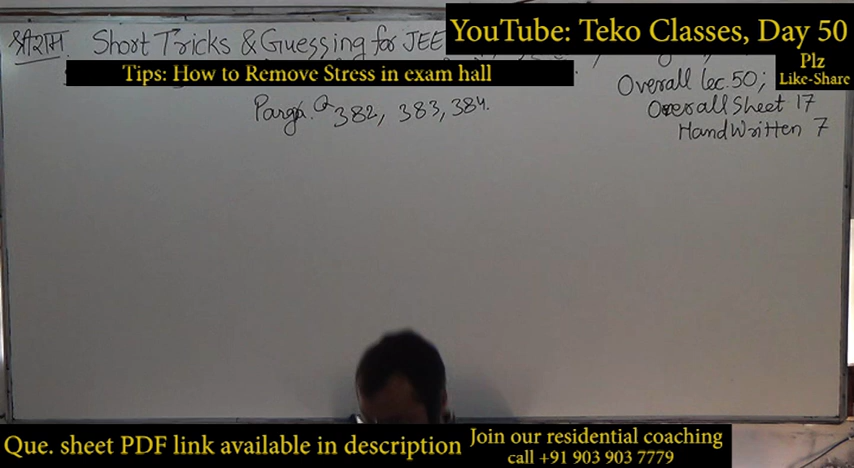 श्रीराम Short Tricks & Guessing for JEE
YouTube: Teko Classes, Day 50
Plz
Like-Share
Tips: How to Remove Stress in exam hall
Overall lec. 50;
Overall Sheet 17
HandWritten 7
Parag. Q 382, 383, 384.
Que. sheet PDF link available in description
Join our residential coaching
call +91 903 903 7779